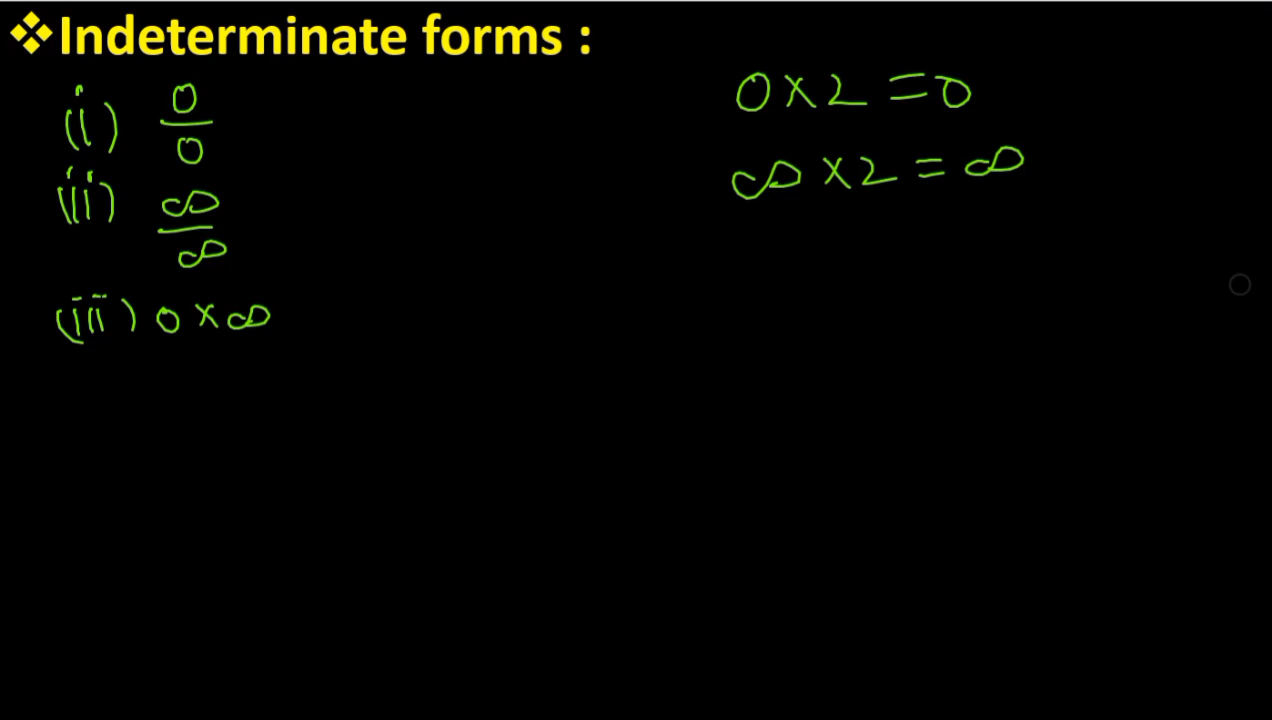 ❖Indeterminate forms :
(i) 0/0
(ii) ∞/∞
(iii) 0 × ∞
0 × 2 = 0
∞ × 2 = ∞